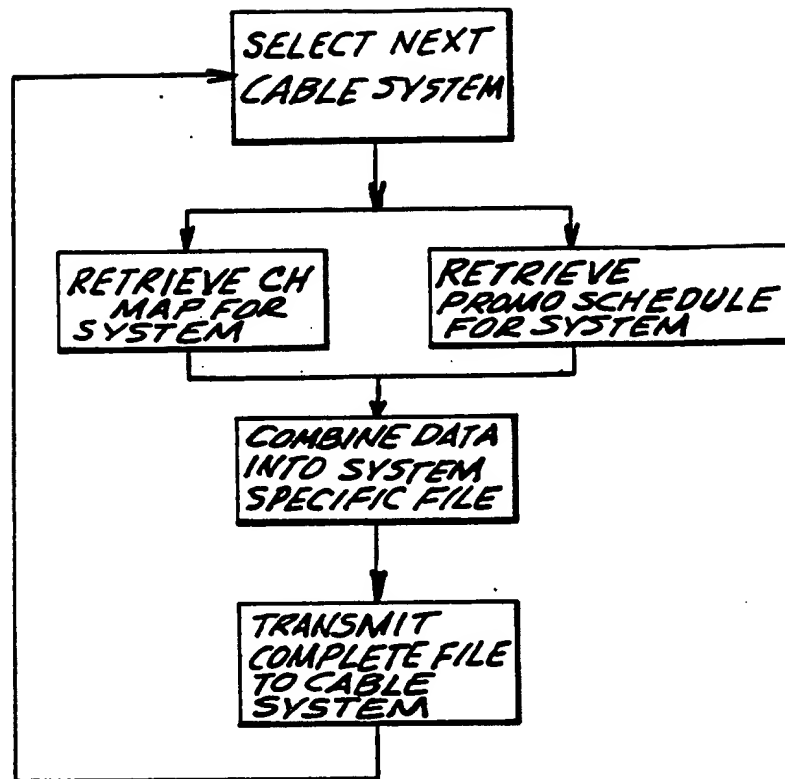 SELECT NEXT
CABLE SYSTEM
RETRIEVE CH
MAP FOR
SYSTEM
RETRIEVE
PROMO SCHEDULE
FOR SYSTEM
COMBINE DATA
INTO SYSTEM
SPECIFIC FILE
TRANSMIT
COMPLETE FILE
TO CABLE
SYSTEM